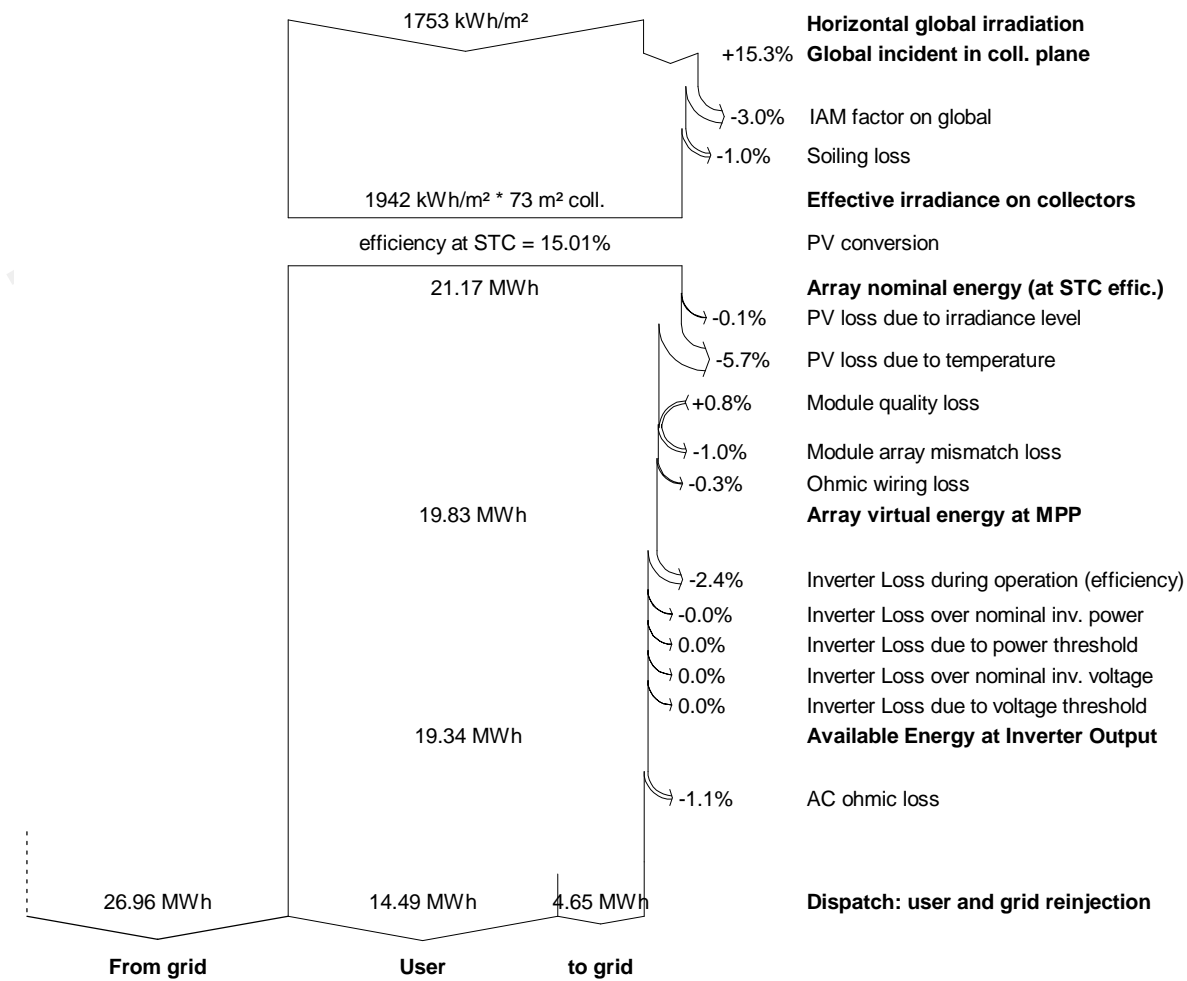 1753 kWh/m² Horizontal global irradiation
+15.3% Global incident in coll. plane
-3.0% IAM factor on global
-1.0% Soiling loss
1942 kWh/m² * 73 m² coll. Effective irradiance on collectors
efficiency at STC = 15.01% PV conversion
21.17 MWh Array nominal energy (at STC effic.)
-0.1% PV loss due to irradiance level
-5.7% PV loss due to temperature
+0.8% Module quality loss
-1.0% Module array mismatch loss
-0.3% Ohmic wiring loss
19.83 MWh Array virtual energy at MPP
-2.4% Inverter Loss during operation (efficiency)
-0.0% Inverter Loss over nominal inv. power
0.0% Inverter Loss due to power threshold
0.0% Inverter Loss over nominal inv. voltage
0.0% Inverter Loss due to voltage threshold
19.34 MWh Available Energy at Inverter Output
-1.1% AC ohmic loss
26.96 MWh 14.49 MWh 4.65 MWh Dispatch: user and grid reinjection
From grid User to grid